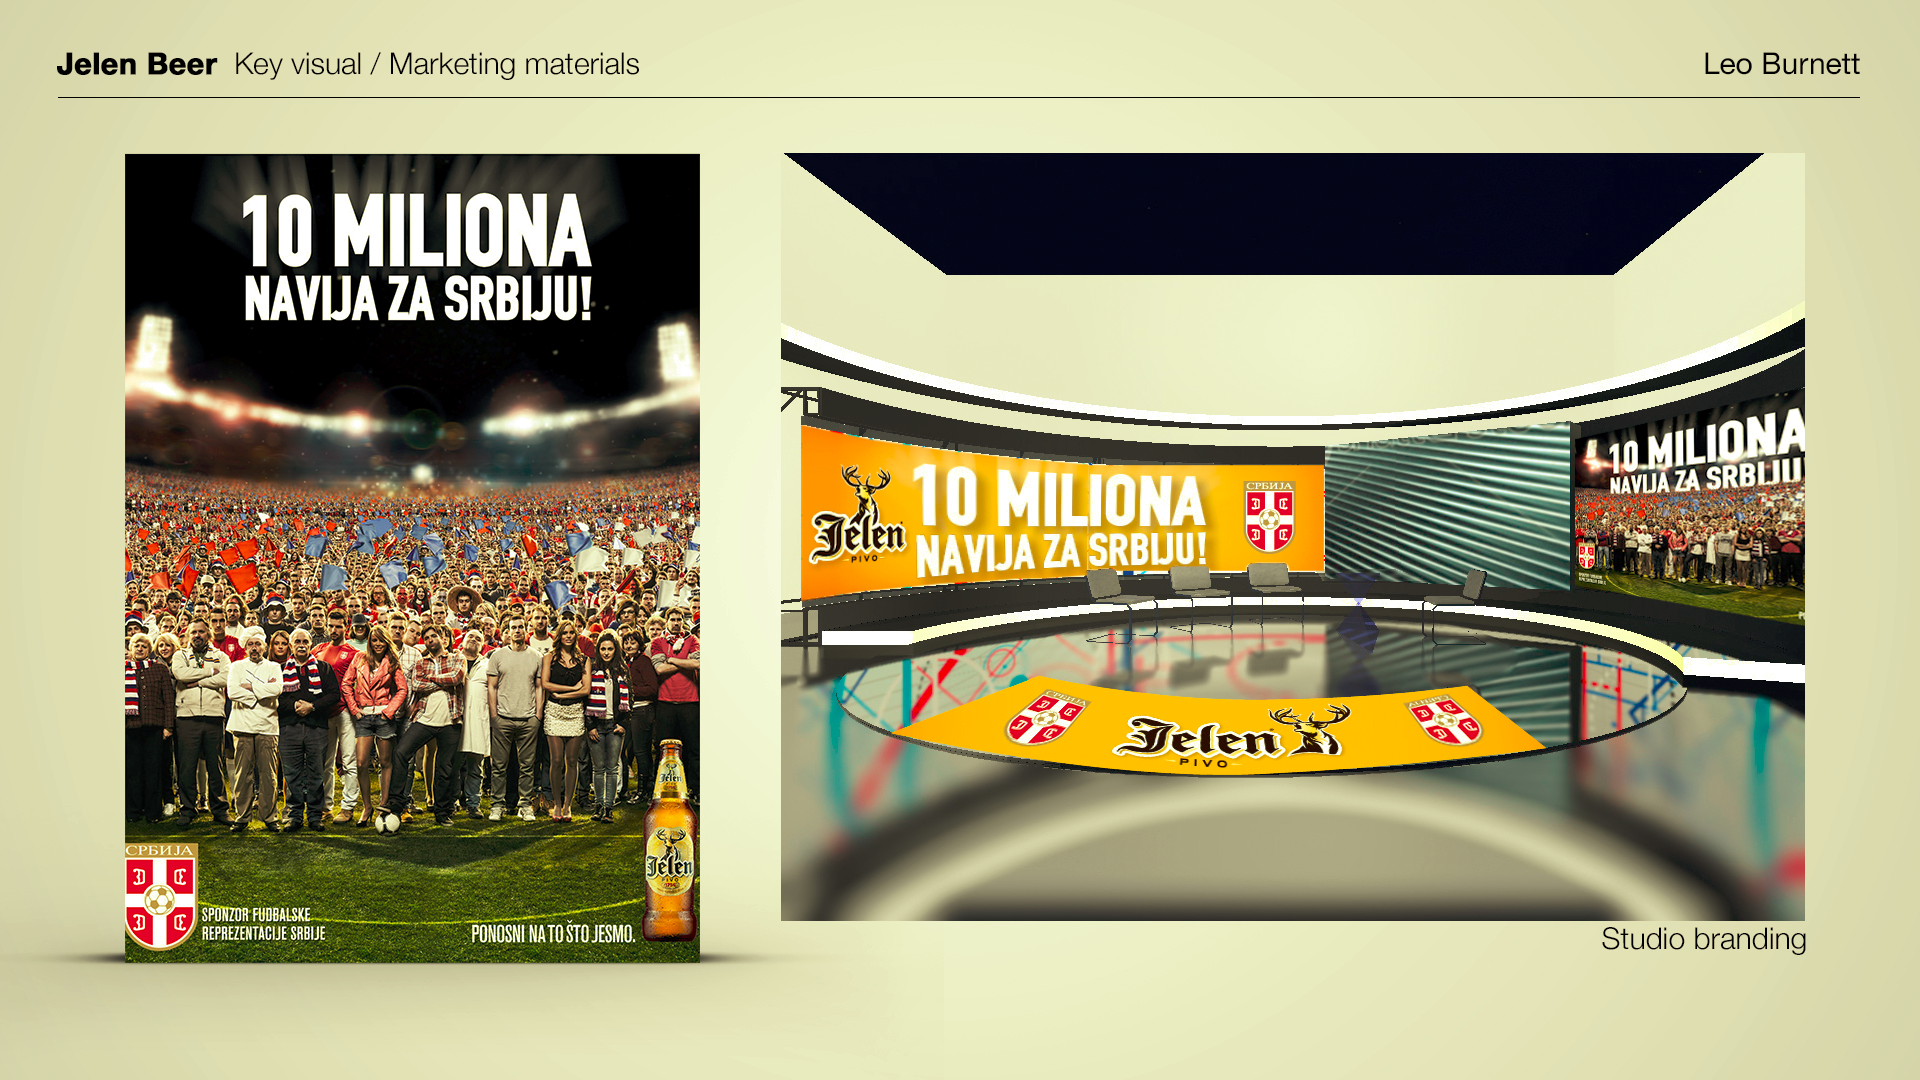 Jelen Beer Key visual / Marketing materials
Leo Burnett
10 MILIONA
NAVIJA ZA SRBIJU!
СРБИЈА
SPONZOR FUDBALSKE
REPREZENTACIJE SRBIJE
PONOSNI NA TO ŠTO JESMO.
Jelen
Jelen
PIVO
Jelen
PIVO
10 MILIONA
NAVIJA ZA SRBIJU!
СРБИЈА
10 MILIONA
NAVIJA ZA SRBIJU
СРБИЈА
Jelen
PIVO
Studio branding